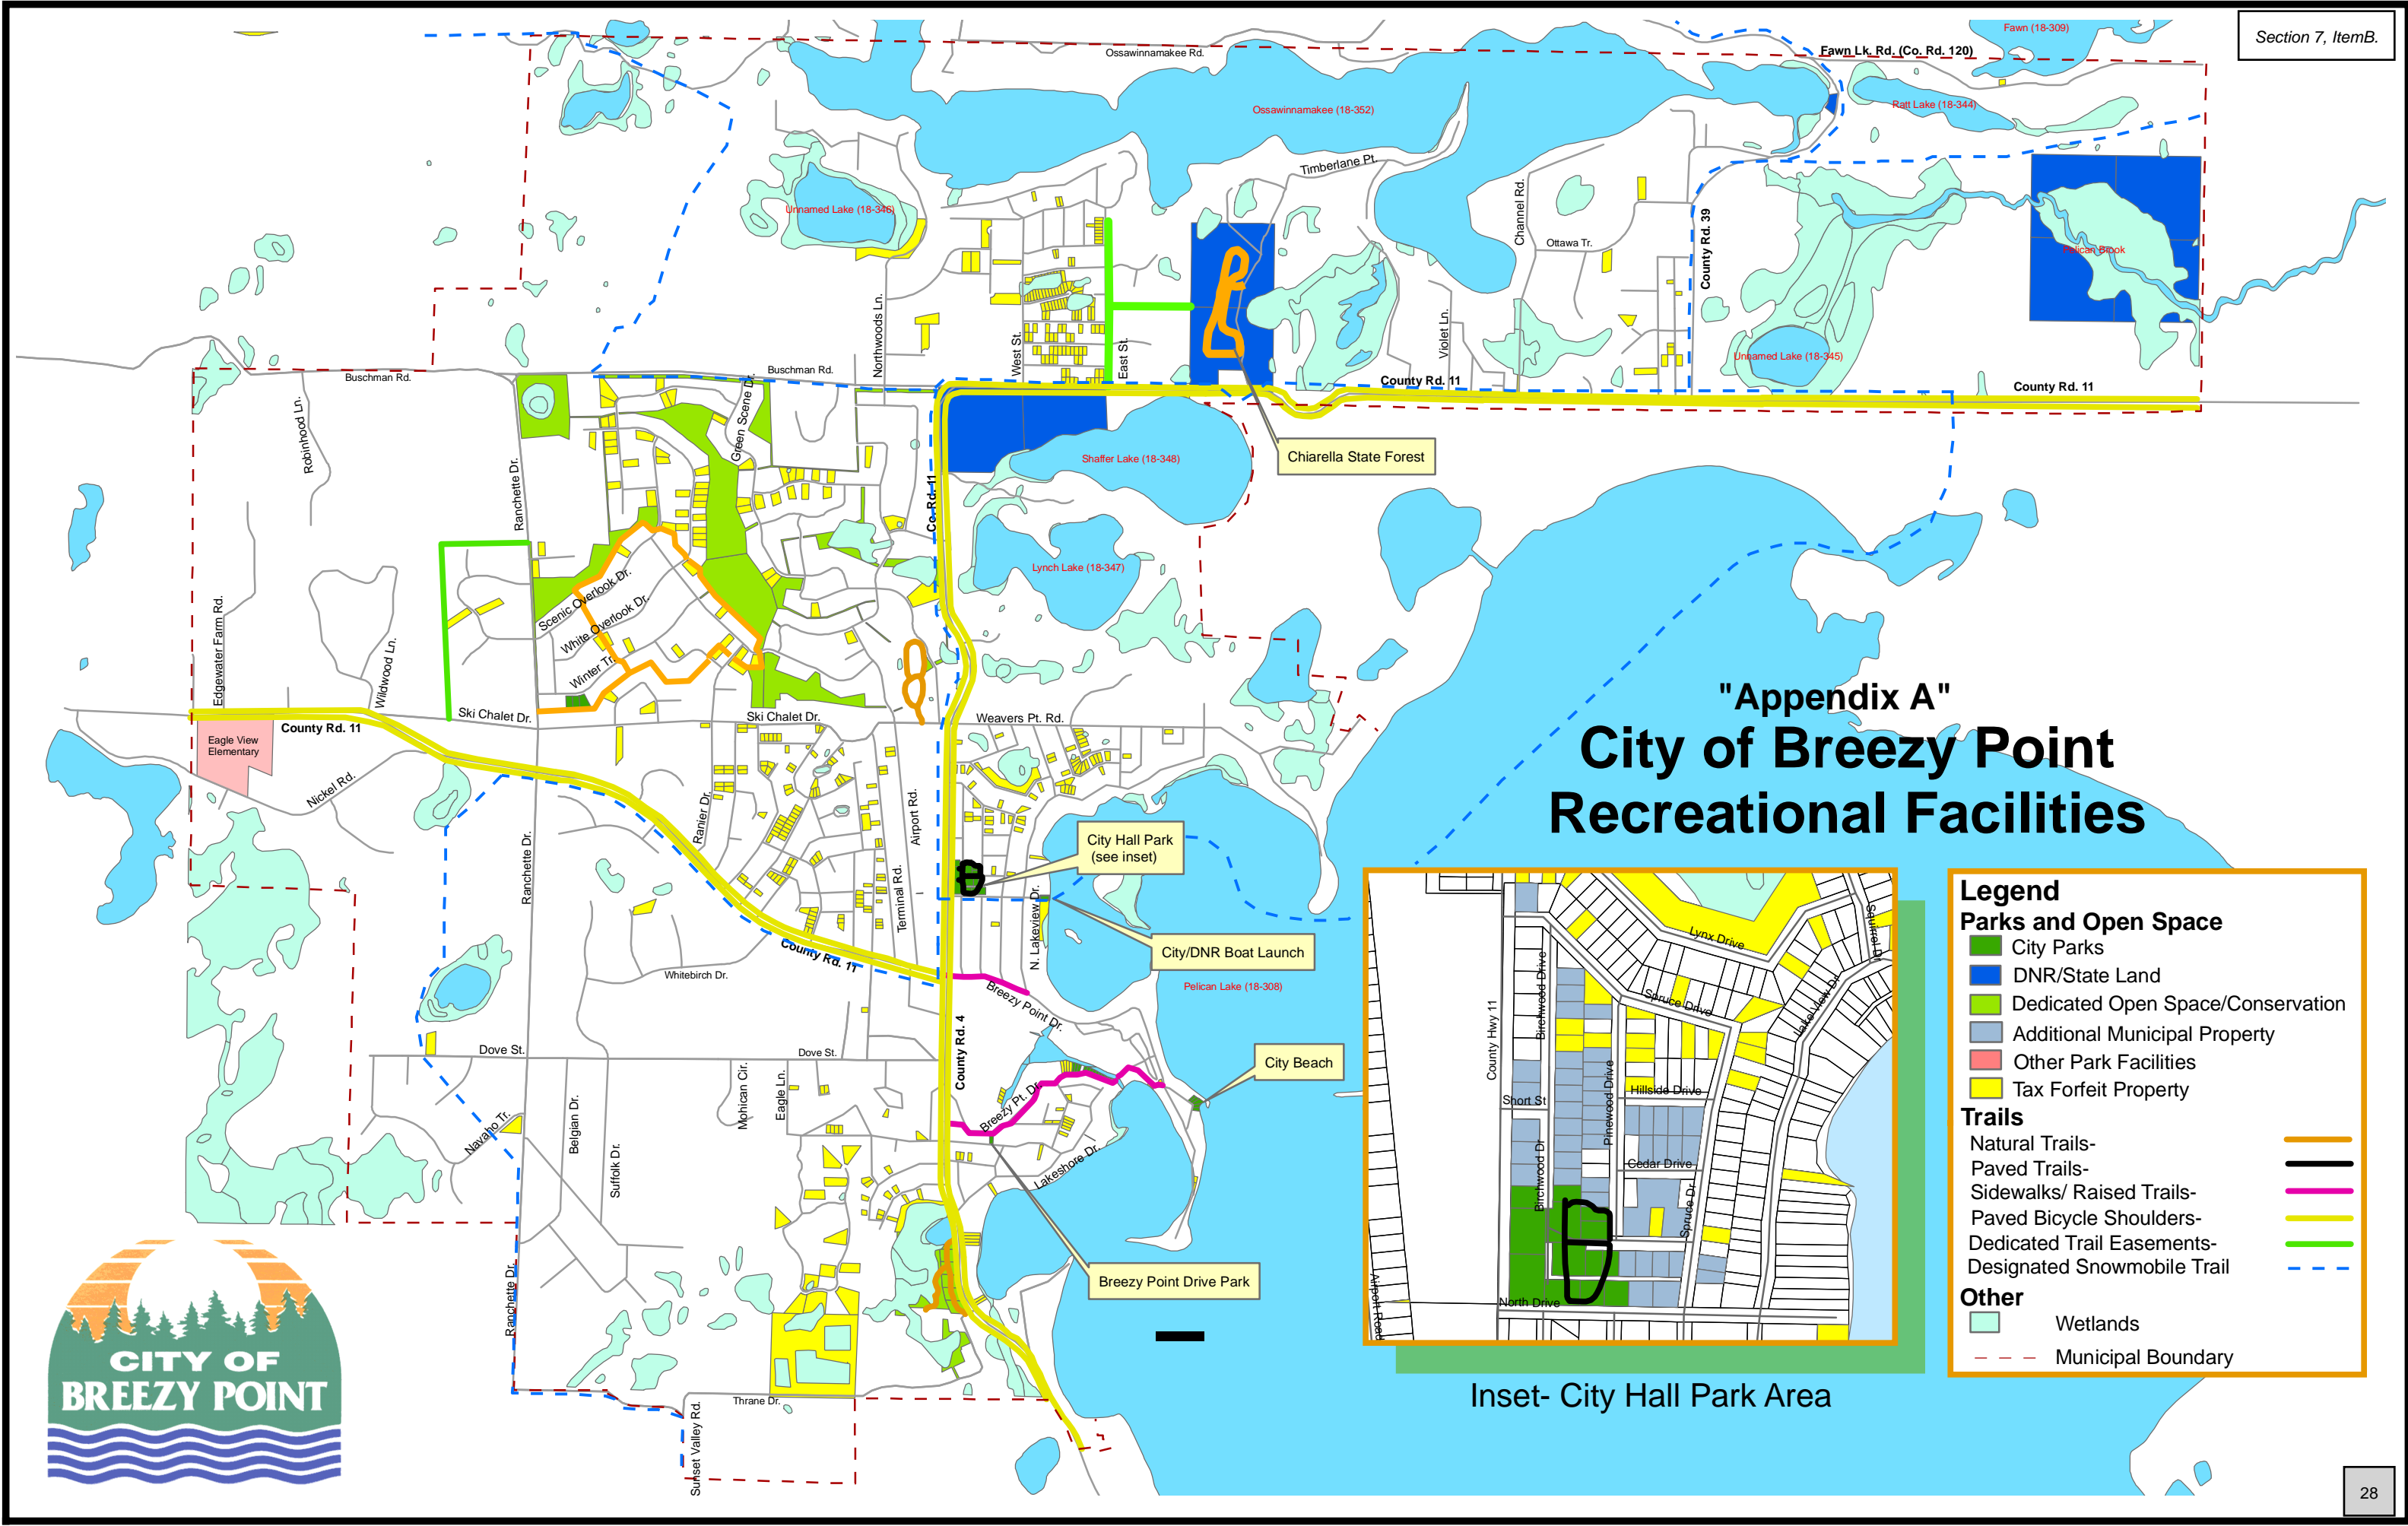 Section 7, ItemB.
Fawn (18-309)
Fawn Lk. Rd. (Co. Rd. 120)
Ossawinnamakee Rd.
Ossawinnamakee (18-352)
Ratt Lake (18-344)
Timberlane Pt.
Unnamed Lake (18-346)
Channel Rd.
Ottawa Tr.
County Rd. 39
Pelican Brook
Northwoods Ln.
West St.
East St.
Violet Ln.
Unnamed Lake (18-345)
Buschman Rd.
Buschman Rd.
County Rd. 11
County Rd. 11
Robinhood Ln.
Ranchette Dr.
Green Scene Dr.
Co. Rd. 11
Shaffer Lake (18-348)
Chiarella State Forest
Lynch Lake (18-347)
Scenic Overlook Dr.
White Overlook Dr.
Winter Tr.
Edgewater Farm Rd.
Wildwood Ln.
Ski Chalet Dr.
Ski Chalet Dr.
Weavers Pt. Rd.
County Rd. 11
Eagle View
Elementary
Nickel Rd.
"Appendix A"
City of Breezy Point
Recreational Facilities
Ranier Dr.
Airport Rd.
Ranchette Dr.
Terminal Rd.
City Hall Park
(see inset)
N. Lakeview Dr.
City/DNR Boat Launch
County Rd. 11
Whitebirch Dr.
Breezy Point Dr.
Pelican Lake (18-308)
County Rd. 4
Dove St.
Dove St.
City Beach
Mohican Cir.
Eagle Ln.
Breezy Pt. Dr.
Navaho Tr.
Belgian Dr.
Suffolk Dr.
Lakeshore Dr.
Breezy Point Drive Park
Ranchette Dr.
Thrane Dr.
Sunset Valley Rd.
CITY OF
BREEZY POINT
Lynx Drive
Squirrel Dr
Birchwood Drive
Spruce Drive
Lakeview Dr
County Hwy 11
Pinewood Drive
Hillside Drive
Short St
Birchwood Dr
Cedar Drive
Spruce Dr
North Drive
Airport Road
Inset- City Hall Park Area
Legend
Parks and Open Space
City Parks
DNR/State Land
Dedicated Open Space/Conservation
Additional Municipal Property
Other Park Facilities
Tax Forfeit Property
Trails
Natural Trails-
Paved Trails-
Sidewalks/ Raised Trails-
Paved Bicycle Shoulders-
Dedicated Trail Easements-
Designated Snowmobile Trail
Other
Wetlands
Municipal Boundary
28